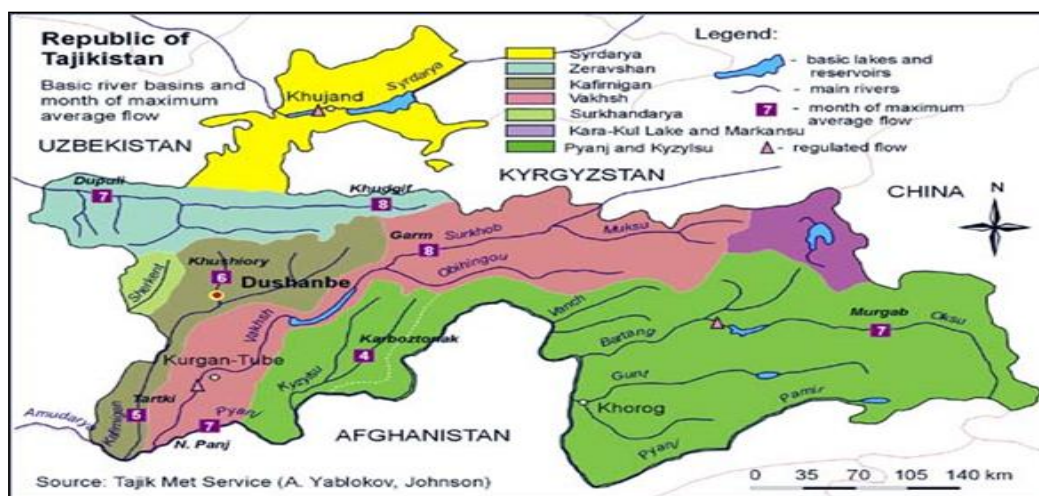 Republic of
Tajikistan
Basic river basins and
month of maximum
average flow
Legend:
Syrdarya
Zeravshan
Kafirnigan
Vakhsh
Surkhandarya
Kara-Kul Lake and Markansu
Pyanj and Kyzylsu
- basic lakes and
reservoirs
- main rivers
7 - month of maximum
average flow
- regulated flow
Syrdarya
Khujand
UZBEKISTAN
KYRGYZSTAN
CHINA
N
Dupuli
7
Khudgif
8
Garm
8
Surkhob
Muksu
Obihingou
Khushiory
6
Sherkent
Dushanbe
Vakhsh
Vanch
Bartang
Murgab
7
Oksu
Karboztonak
4
Kyzylsu
Kurgan-Tube
Gunt
Pamir
Khorog
Tartki
5
Kafirnigan
Amudarya
7
Pyanj
N. Panj
AFGHANISTAN
Pyanj
Source: Tajik Met Service (A. Yablokov, Johnson)
0 35 70 105 140 km